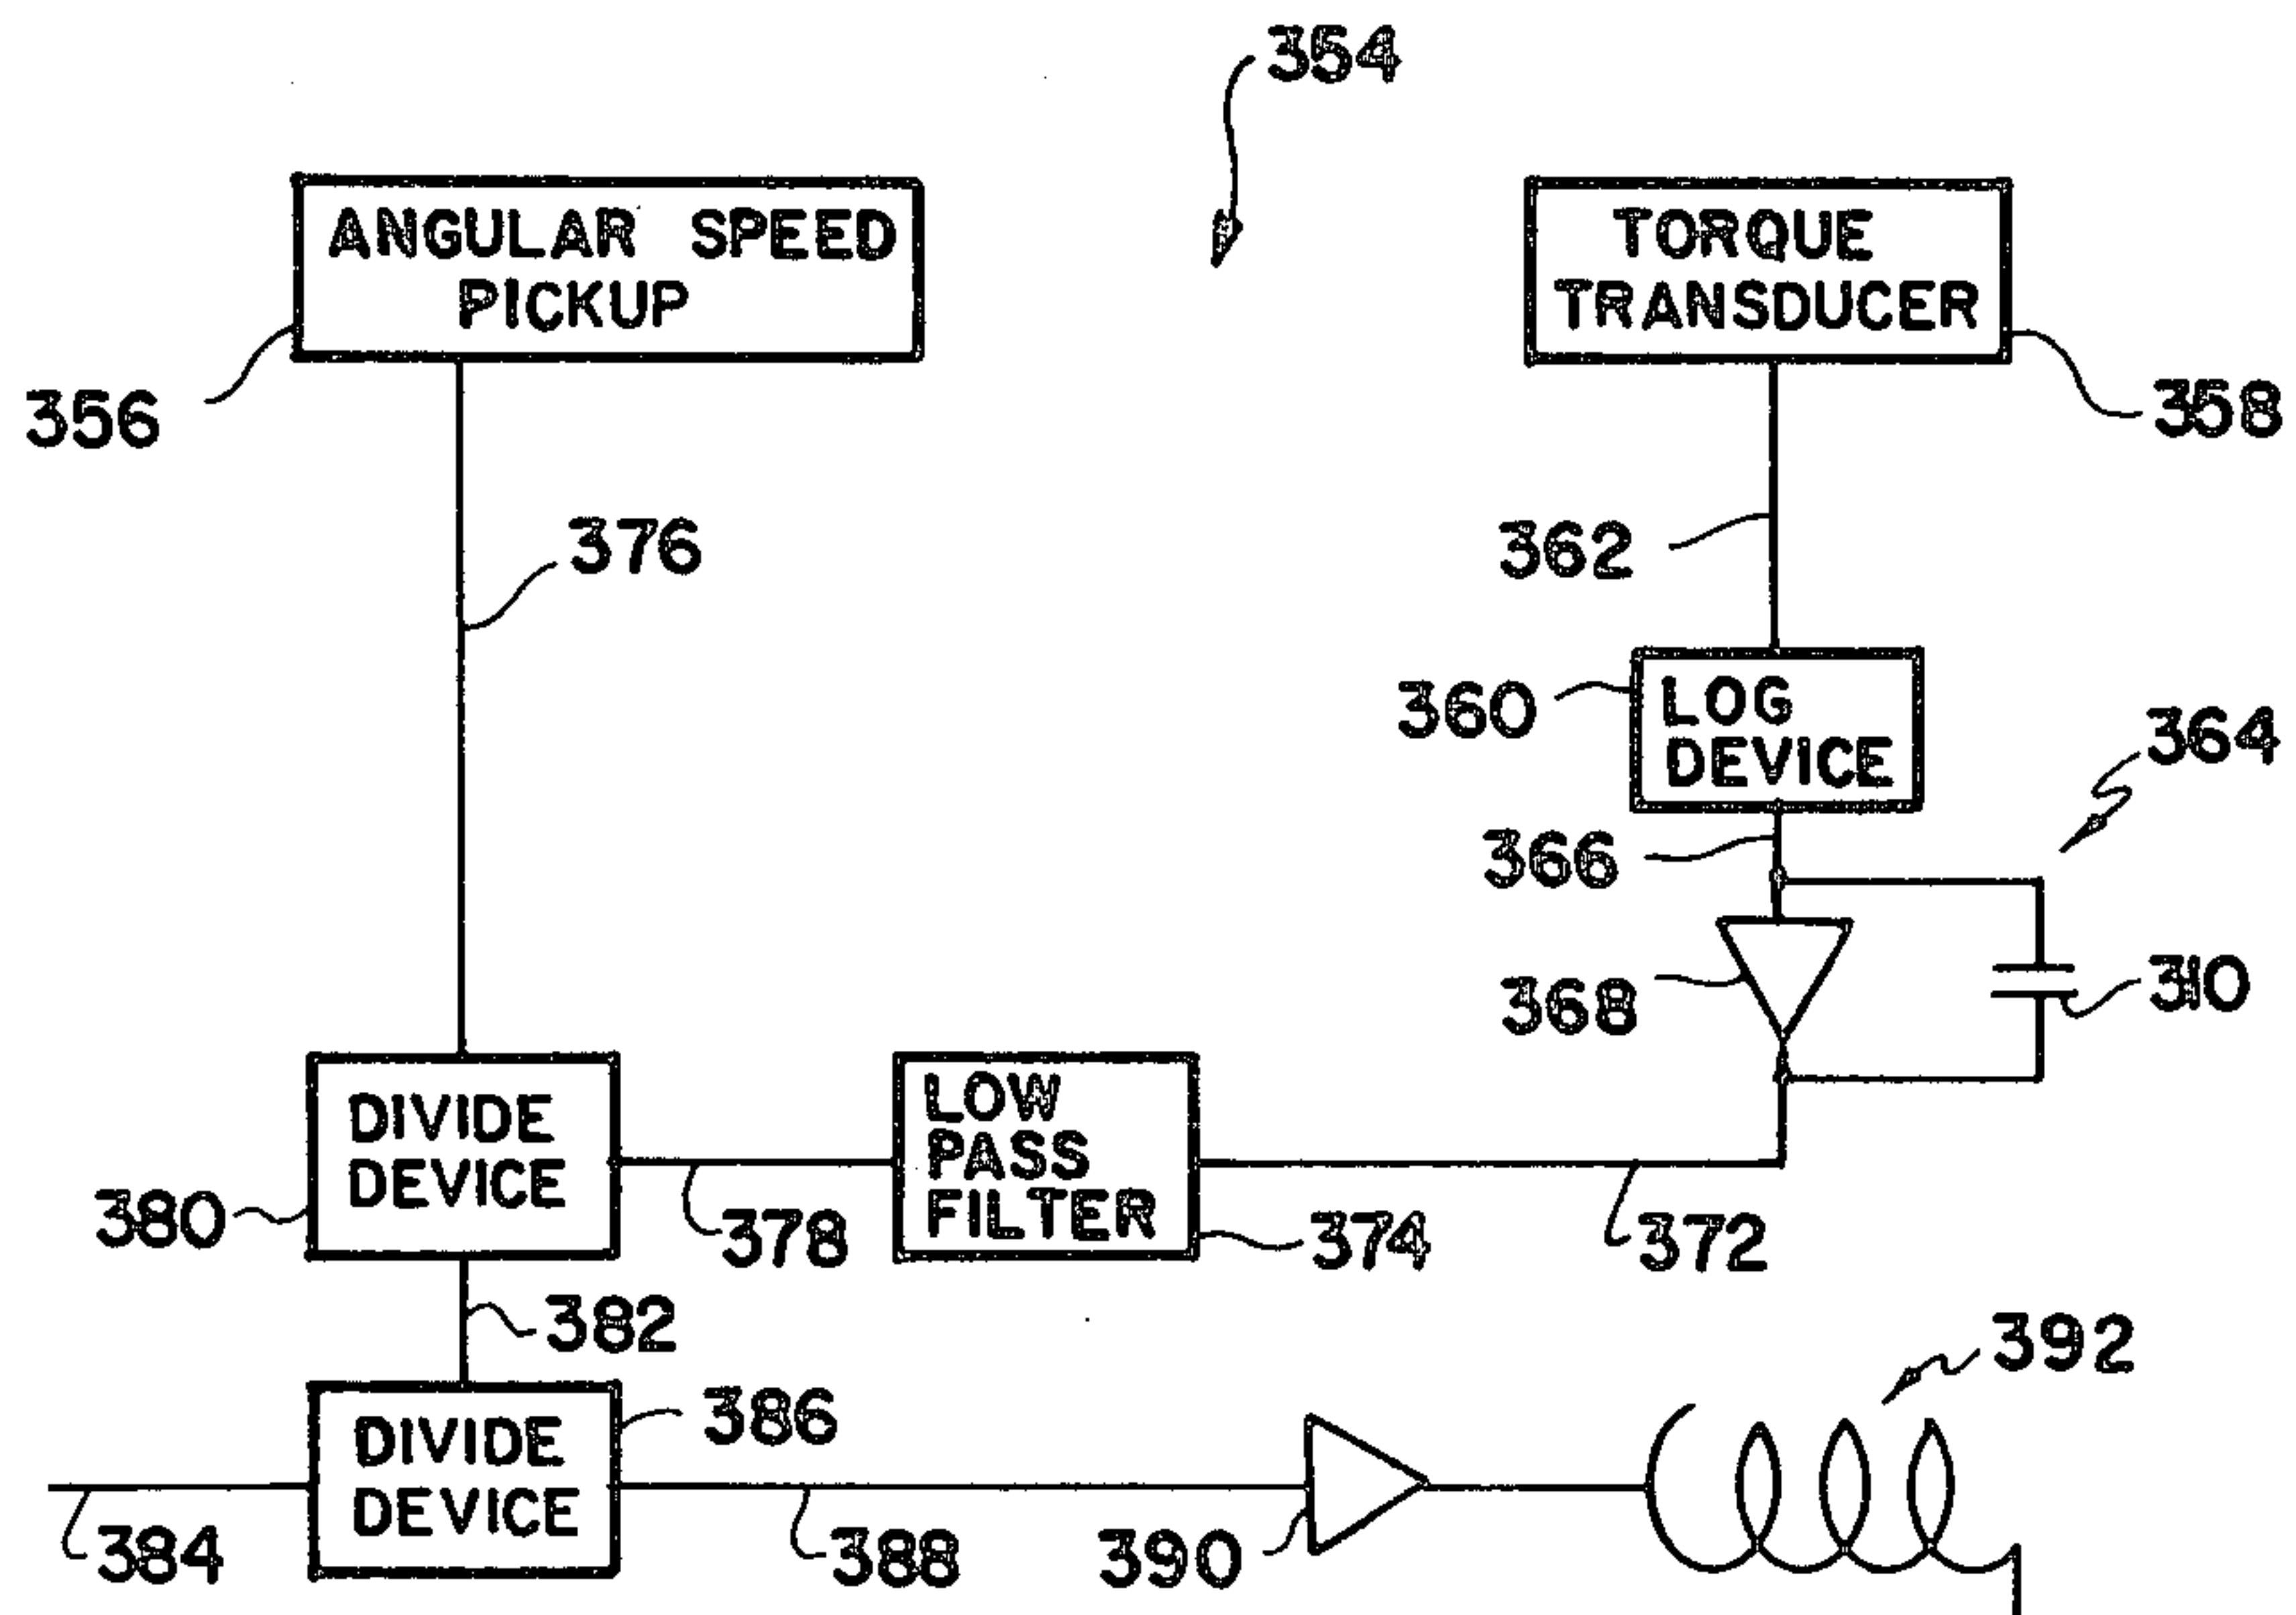 354
ANGULAR SPEED
PICKUP
TORQUE
TRANSDUCER
356
358
376
362
360
LOG
DEVICE
364
366
368
310
DIVIDE
DEVICE
LOW
PASS
FILTER
380
378
374
372
382
392
386
DIVIDE
DEVICE
384
388
390